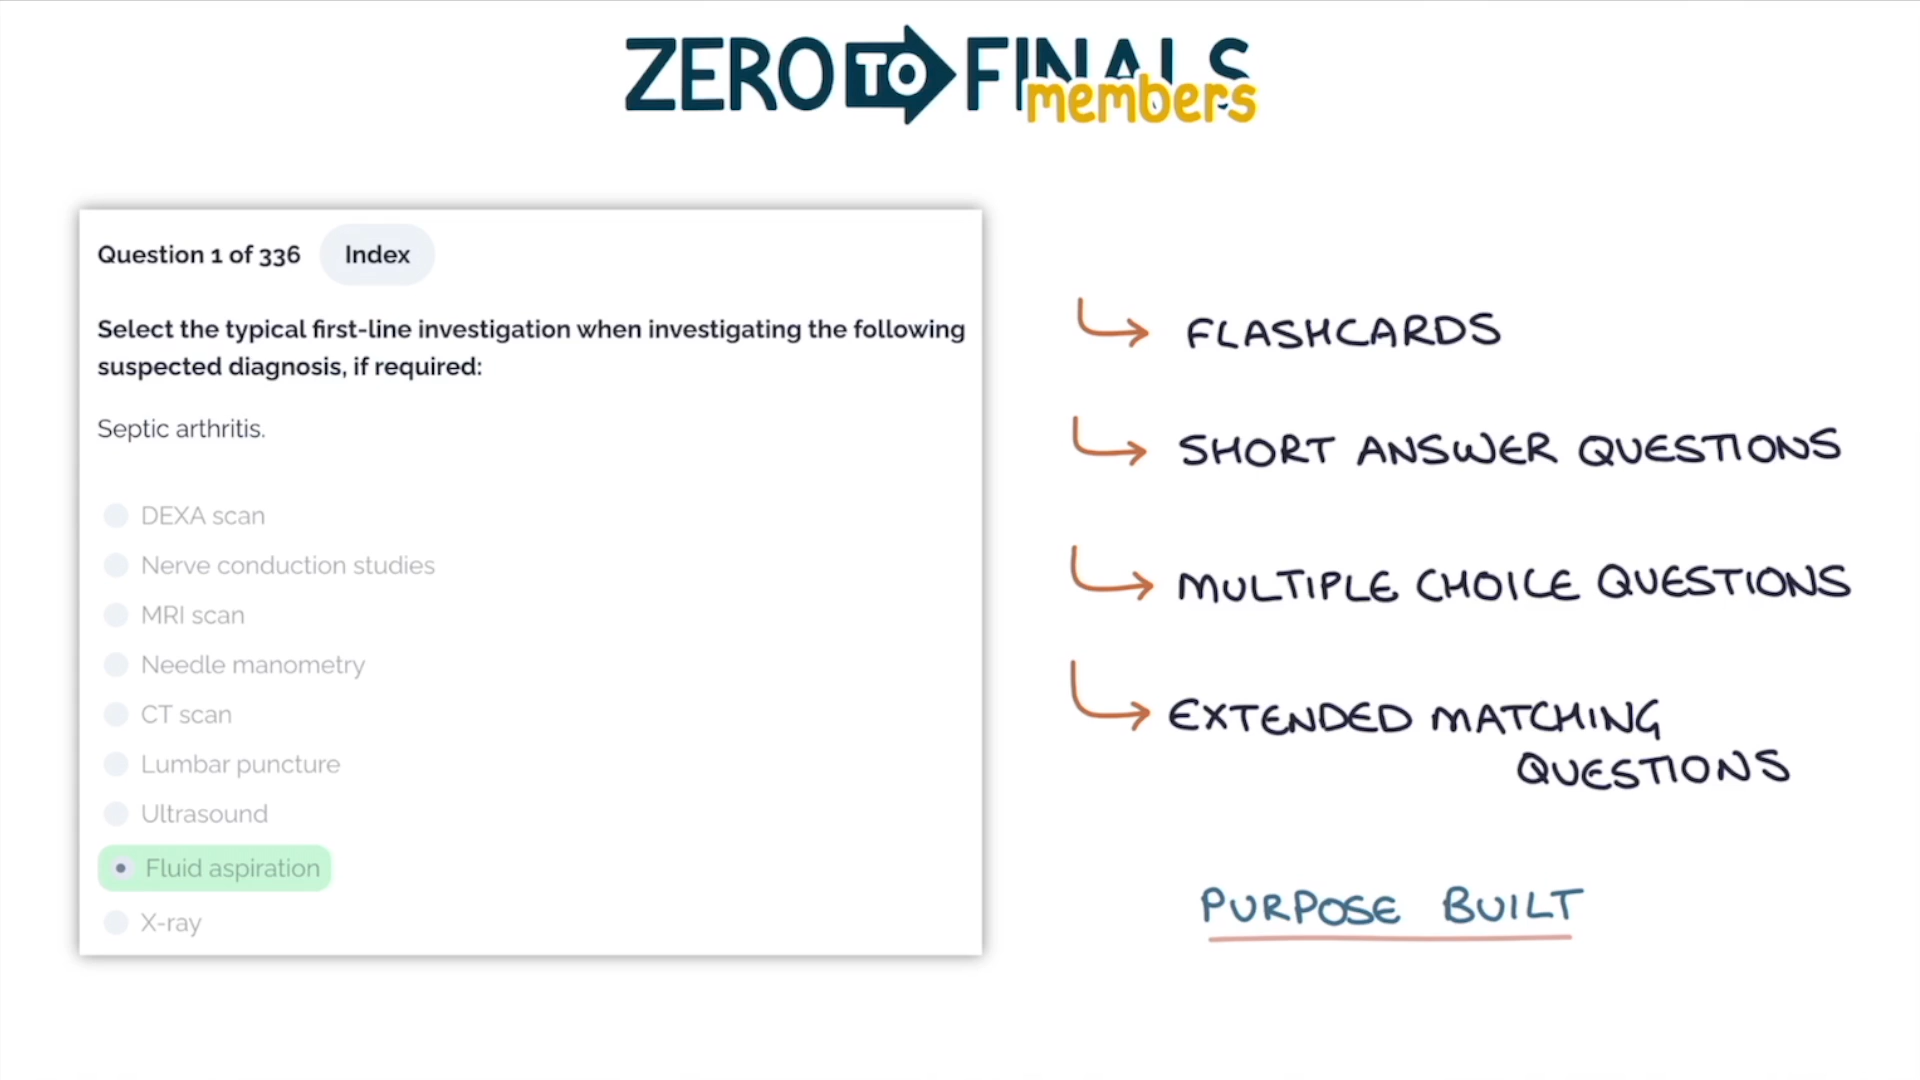 ZERO TO FINALS
members
Question 1 of 336
Index
Select the typical first-line investigation when investigating the following
suspected diagnosis, if required:
Septic arthritis.
DEXA scan
Nerve conduction studies
MRI scan
Needle manometry
CT scan
Lumbar puncture
Ultrasound
Fluid aspiration
X-ray
FLASHCARDS
SHORT ANSWER QUESTIONS
MULTIPLE CHOICE QUESTIONS
EXTENDED MATCHING
QUESTIONS
PURPOSE BUILT